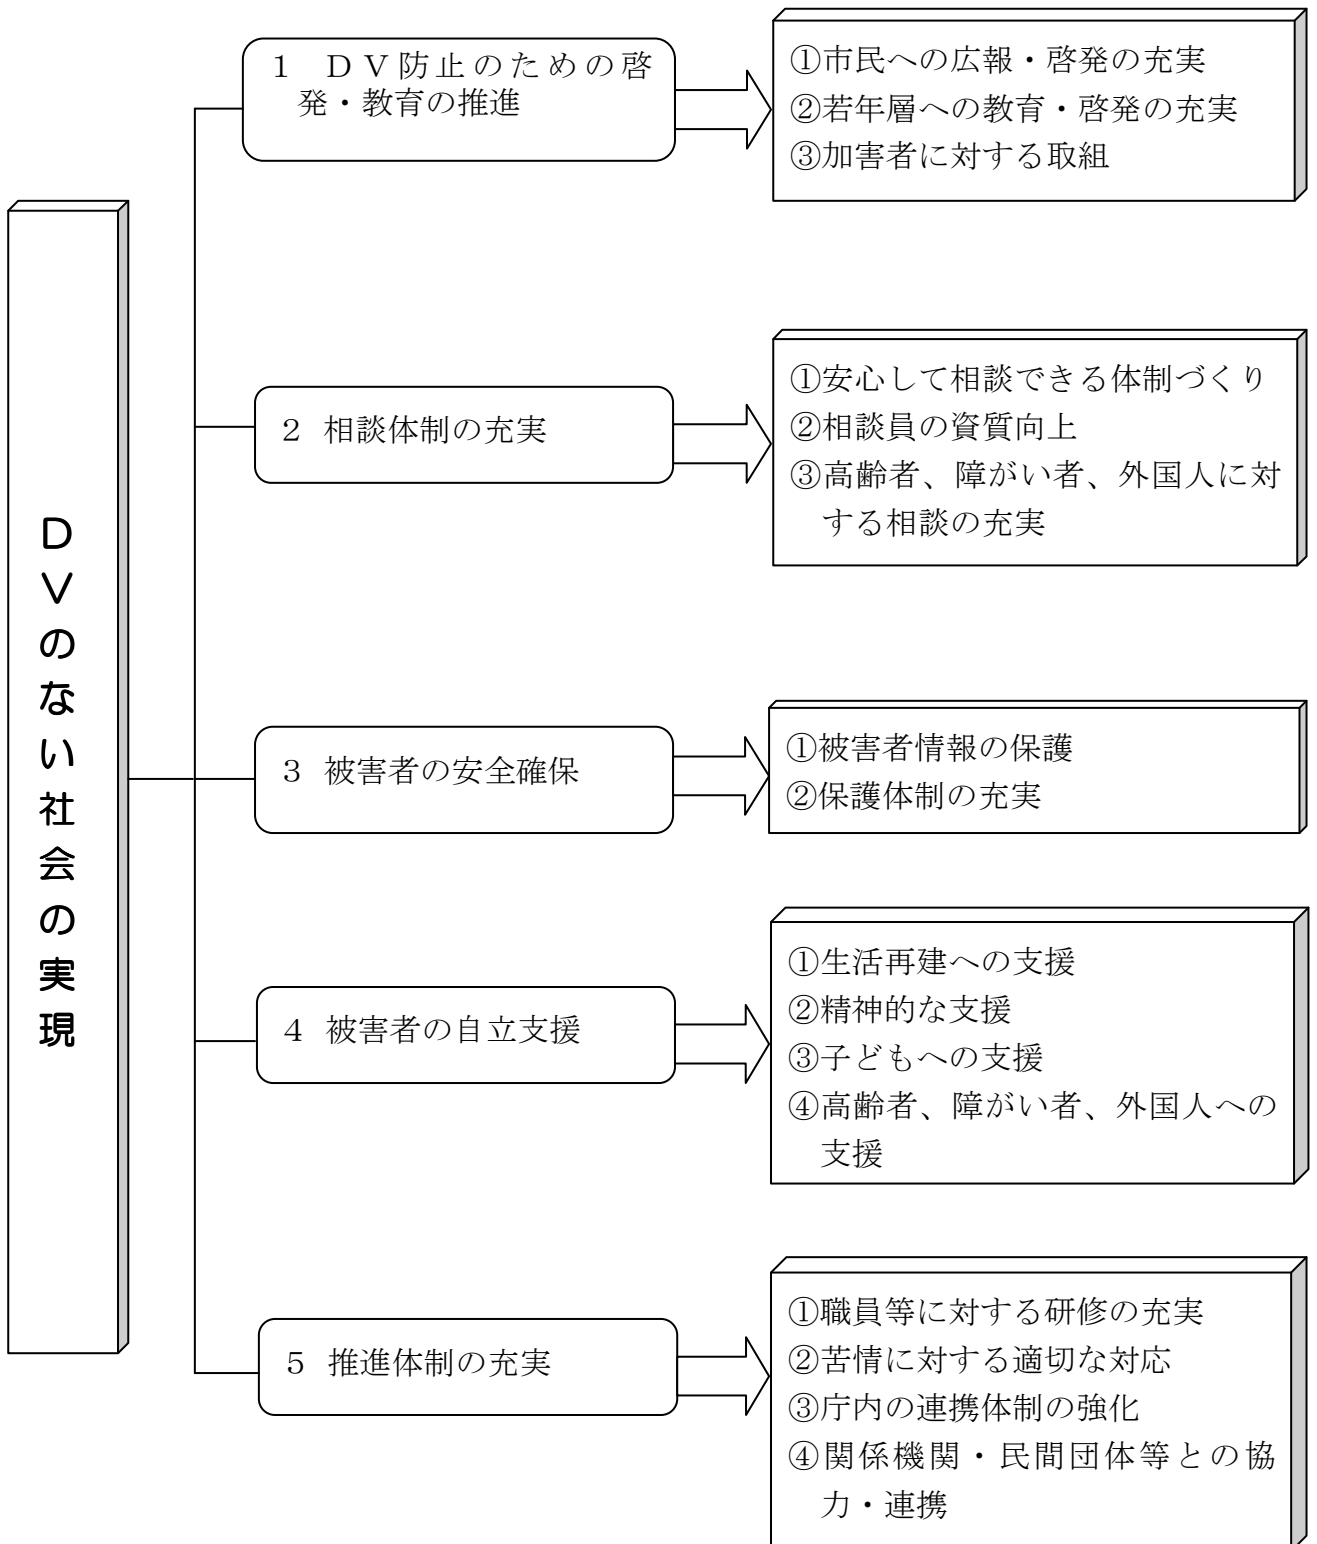 DVのない社会の実現
１　ＤＶ防止のための啓
発・教育の推進
①市民への広報・啓発の充実
②若年層への教育・啓発の充実
③加害者に対する取組
２ 相談体制の充実
①安心して相談できる体制づくり
②相談員の資質向上
③高齢者、障がい者、外国人に対
する相談の充実
３ 被害者の安全確保
①被害者情報の保護
②保護体制の充実
４ 被害者の自立支援
①生活再建への支援
②精神的な支援
③子どもへの支援
④高齢者、障がい者、外国人への
支援
５ 推進体制の充実
①職員等に対する研修の充実
②苦情に対する適切な対応
③庁内の連携体制の強化
④関係機関・民間団体等との協
力・連携